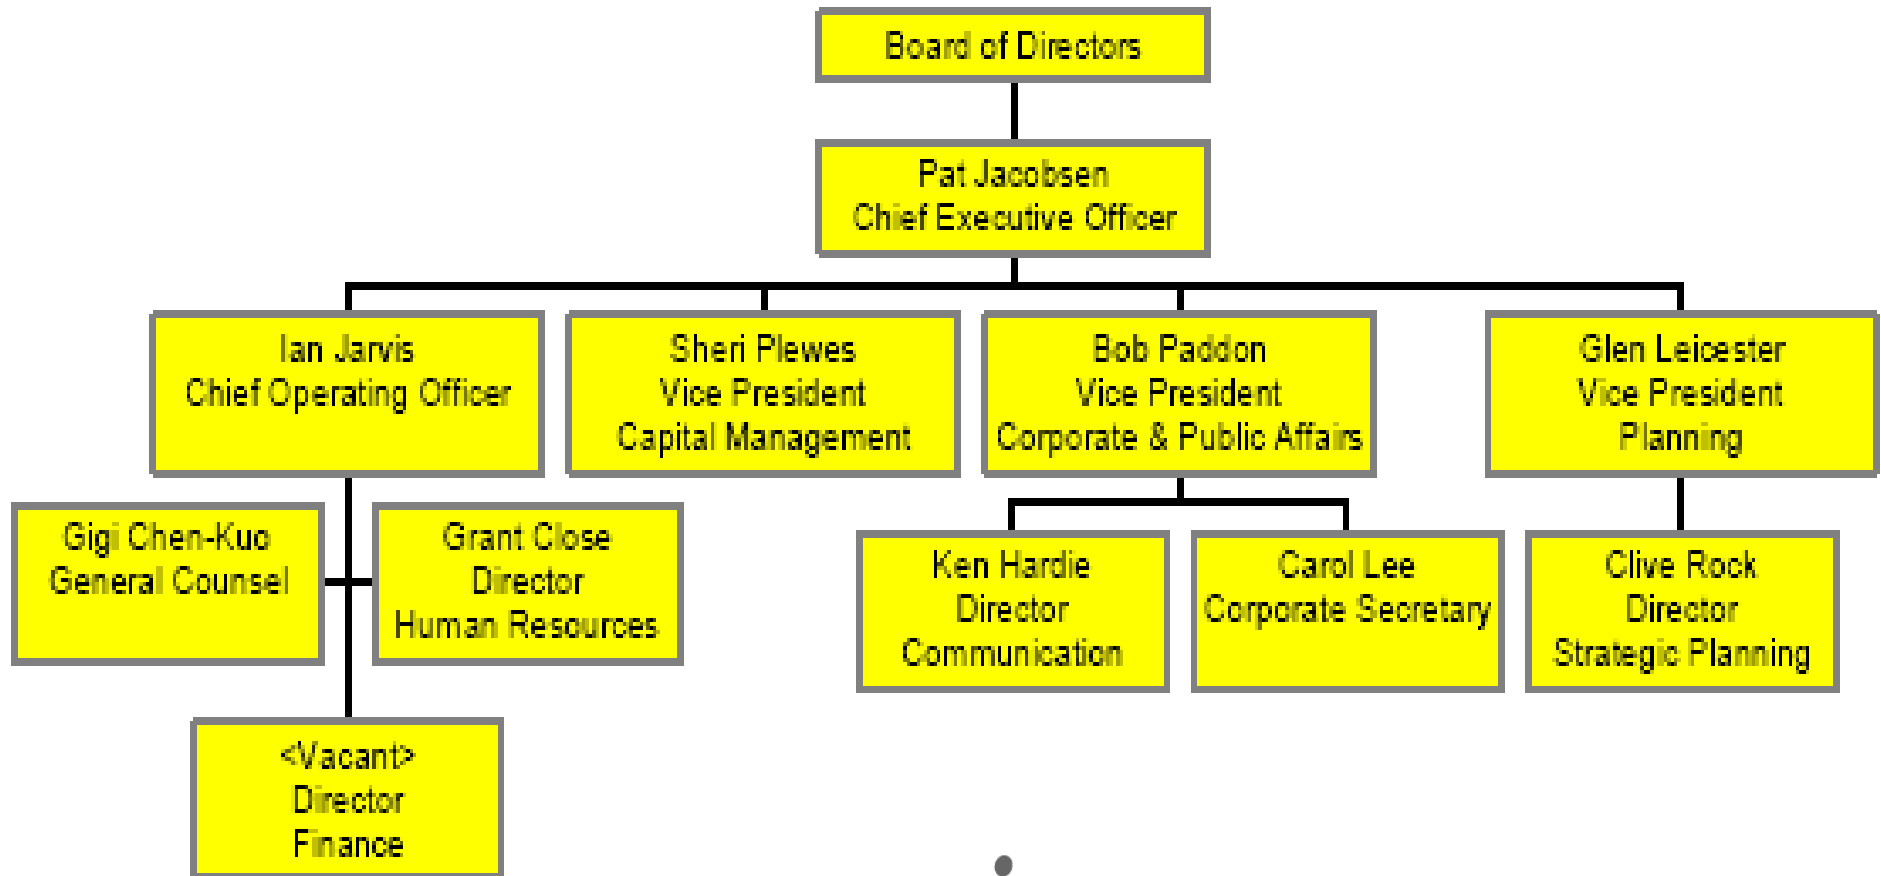 Board of Directors
Pat Jacobsen
Chief Executive Officer
Ian Jarvis
Chief Operating Officer
Sheri Plewes
Vice President
Capital Management
Bob Paddon
Vice President
Corporate & Public Affairs
Glen Leicester
Vice President
Planning
Gigi Chen-Kuo
General Counsel
Grant Close
Director
Human Resources
Ken Hardie
Director
Communication
Carol Lee
Corporate Secretary
Clive Rock
Director
Strategic Planning
<Vacant>
Director
Finance